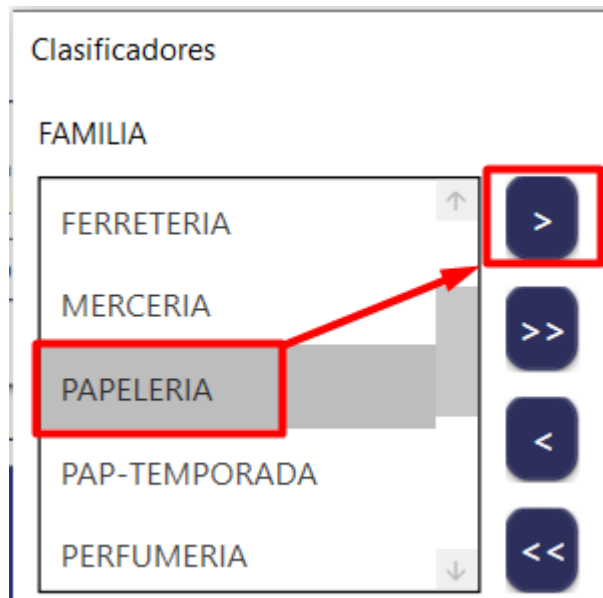 Clasificadores
FAMILIA
FERRETERIA
>
MERCERIA
>>
PAPELERIA
<
PAP-TEMPORADA
PERFUMERIA
<<